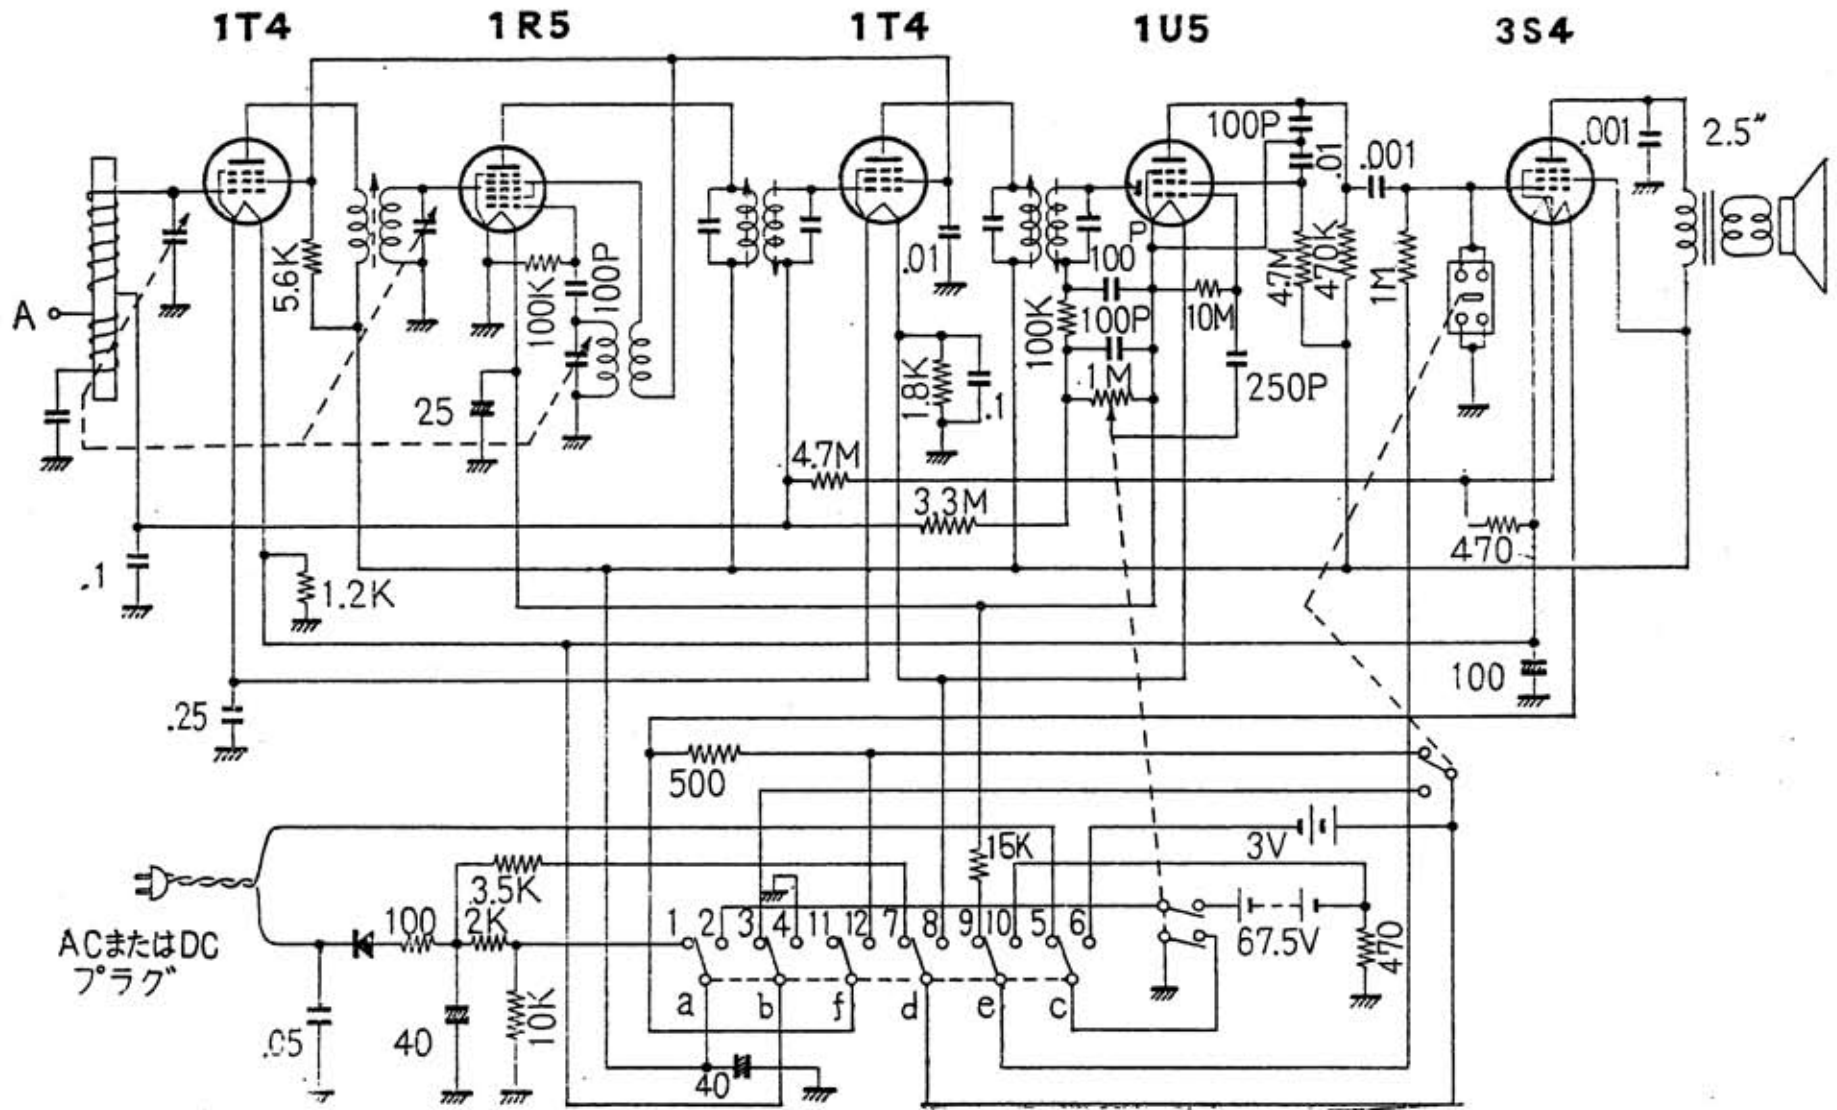 1T4 1R5 1T4 1U5 3S4
100P .01 .001 .001 2.5"
5.6K 100K 100P .01 P 100 100P 100K 1M 10M 4.7M 470K 1M
A
25 1.8K .1 250P
4.7M
3.3M
470
.1 1.2K
100
.25
500
15K 3V
3.5K
100 2K 1 2 3 4 11 12 7 8 9 10 5 6 67.5V 470
ACまたはDC
プラグ
a b f d e c
.05 40 10K
40